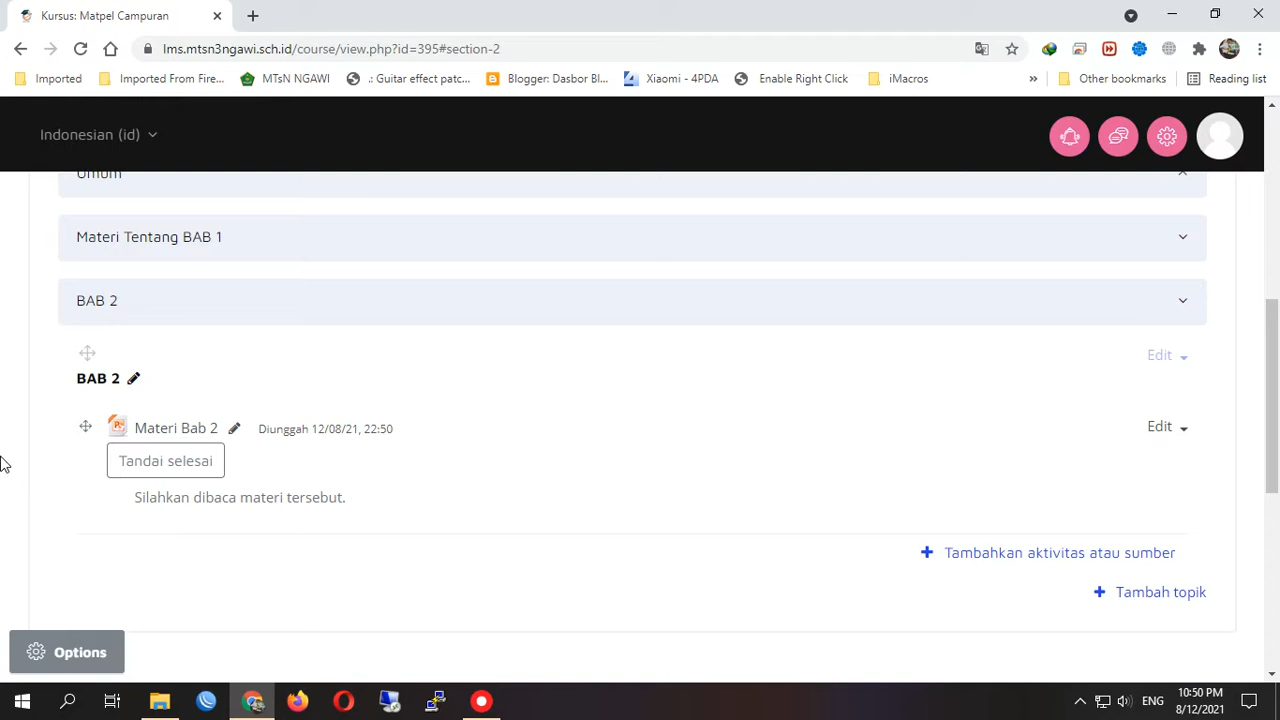 Kursus: Matpel Campuran
lms.mtsn3ngawi.sch.id/course/view.php?id=395#section-2
Imported
Imported From Fire...
MTsN NGAWI
.: Guitar effect patc...
Blogger: Dasbor Bl...
Xiaomi - 4PDA
Enable Right Click
iMacros
»
Other bookmarks
Reading list
Indonesian (id)
Umum
Materi Tentang BAB 1
BAB 2
Edit
BAB 2
Materi Bab 2
Diunggah 12/08/21, 22:50
Edit
Tandai selesai
Silahkan dibaca materi tersebut.
+ Tambahkan aktivitas atau sumber
+ Tambah topik
Options
ENG
10:50 PM
8/12/2021